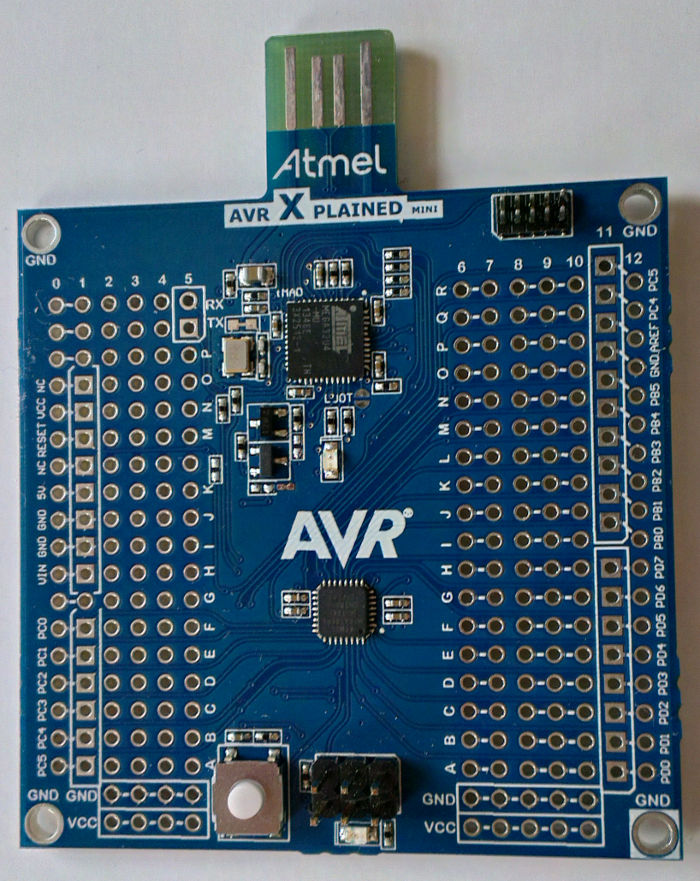 Atmel
AVR X PLAINED MINI
GND
11
GND
12
0 1 2 3 4 5
6 7 8 9 10
RX
TX
R
Q
P
O
N
M
L
K
J
I
H
G
F
E
D
C
B
A
P
O
N
M
K
J
I
H
G
F
E
D
C
B
A
NC
VCC
RESET
NC
5V
GND
GND
VIN
PC0
PC1
PC2
PC3
PC4
PC5
Atmel
AVR
PC5
PC4
AREF
GND
PB5
PB4
PB3
PB2
PB1
PB0
PD7
PD6
PD5
PD4
PD3
PD2
PD1
PD0
GND GND
VCC
GND
GND
VCC